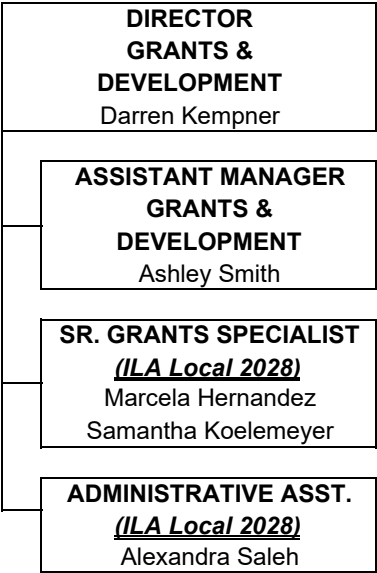 DIRECTOR
GRANTS &
DEVELOPMENT
Darren Kempner
ASSISTANT MANAGER
GRANTS &
DEVELOPMENT
Ashley Smith
SR. GRANTS SPECIALIST
(ILA Local 2028)
Marcela Hernandez
Samantha Koelemeyer
ADMINISTRATIVE ASST.
(ILA Local 2028)
Alexandra Saleh